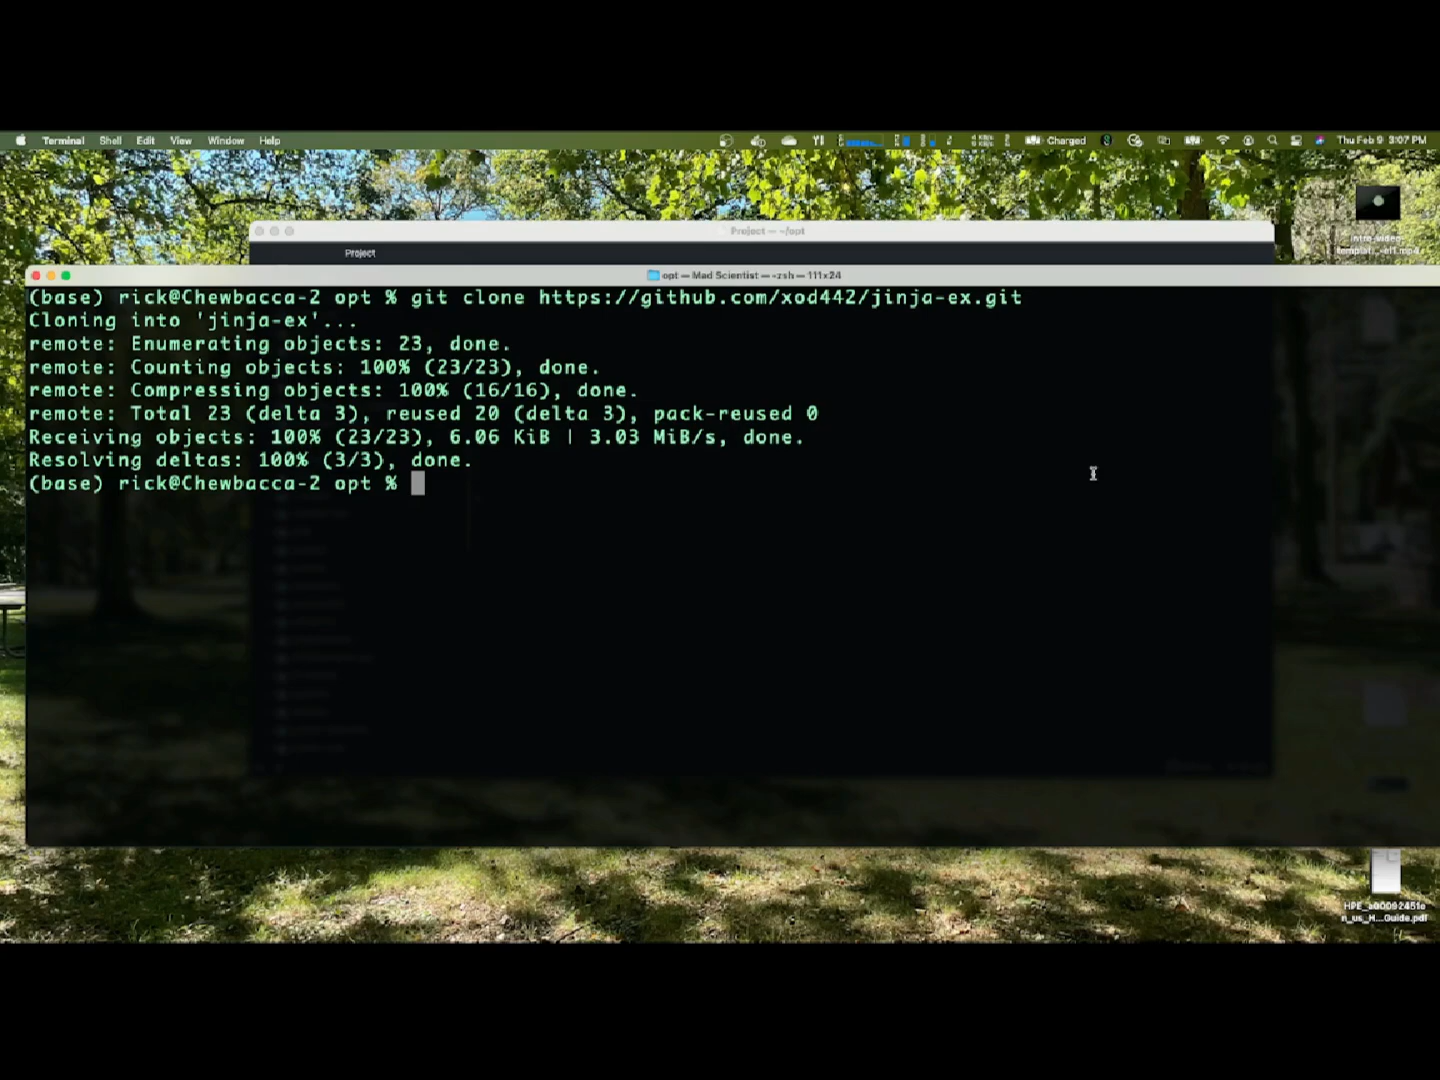 Terminal Shell Edit View Window Help Charged Thu Feb 9 3:07 PM
Project — ~/opt
Project
opt — Mad Scientist — -zsh — 111x24
(base) rick@Chewbacca-2 opt % git clone https://github.com/xod442/jinja-ex.git
Cloning into 'jinja-ex'...
remote: Enumerating objects: 23, done.
remote: Counting objects: 100% (23/23), done.
remote: Compressing objects: 100% (16/16), done.
remote: Total 23 (delta 3), reused 20 (delta 3), pack-reused 0
Receiving objects: 100% (23/23), 6.06 KiB | 3.03 MiB/s, done.
Resolving deltas: 100% (3/3), done.
(base) rick@Chewbacca-2 opt %
n_us_H...Guide.pdf